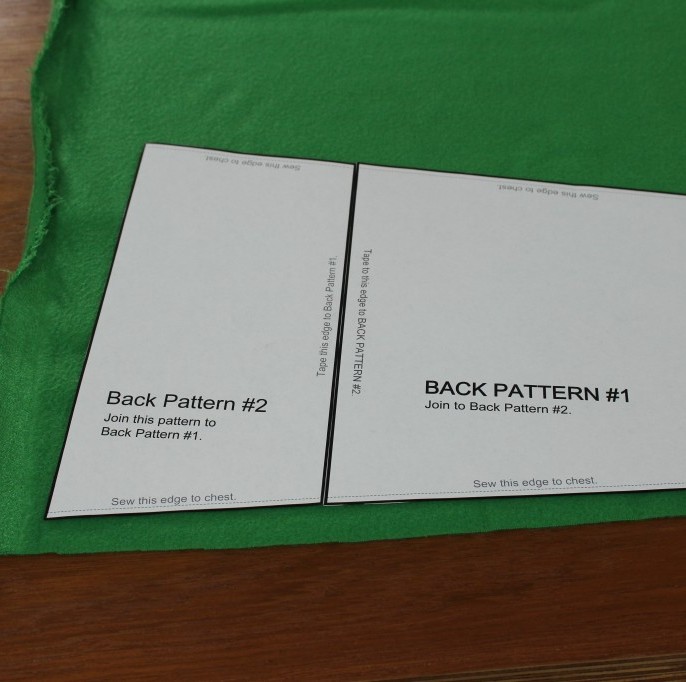 Sew this edge to chest.
Tape this edge to Back Pattern #1.
Back Pattern #2
Join this pattern to
Back Pattern #1.
Sew this edge to chest.
Sew this edge to chest.
Tape to this edge to BACK PATTERN #2
BACK PATTERN #1
Join to Back Pattern #2.
Sew this edge to chest.